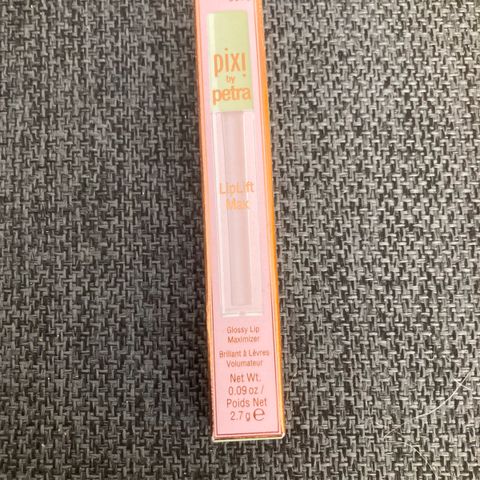 pixi
by
petra
LipLift
Max
Glossy Lip
Maximizer
Brillant à Lèvres
Volumateur
Net Wt.
0.09 oz /
Poids Net
2.7 g ℮